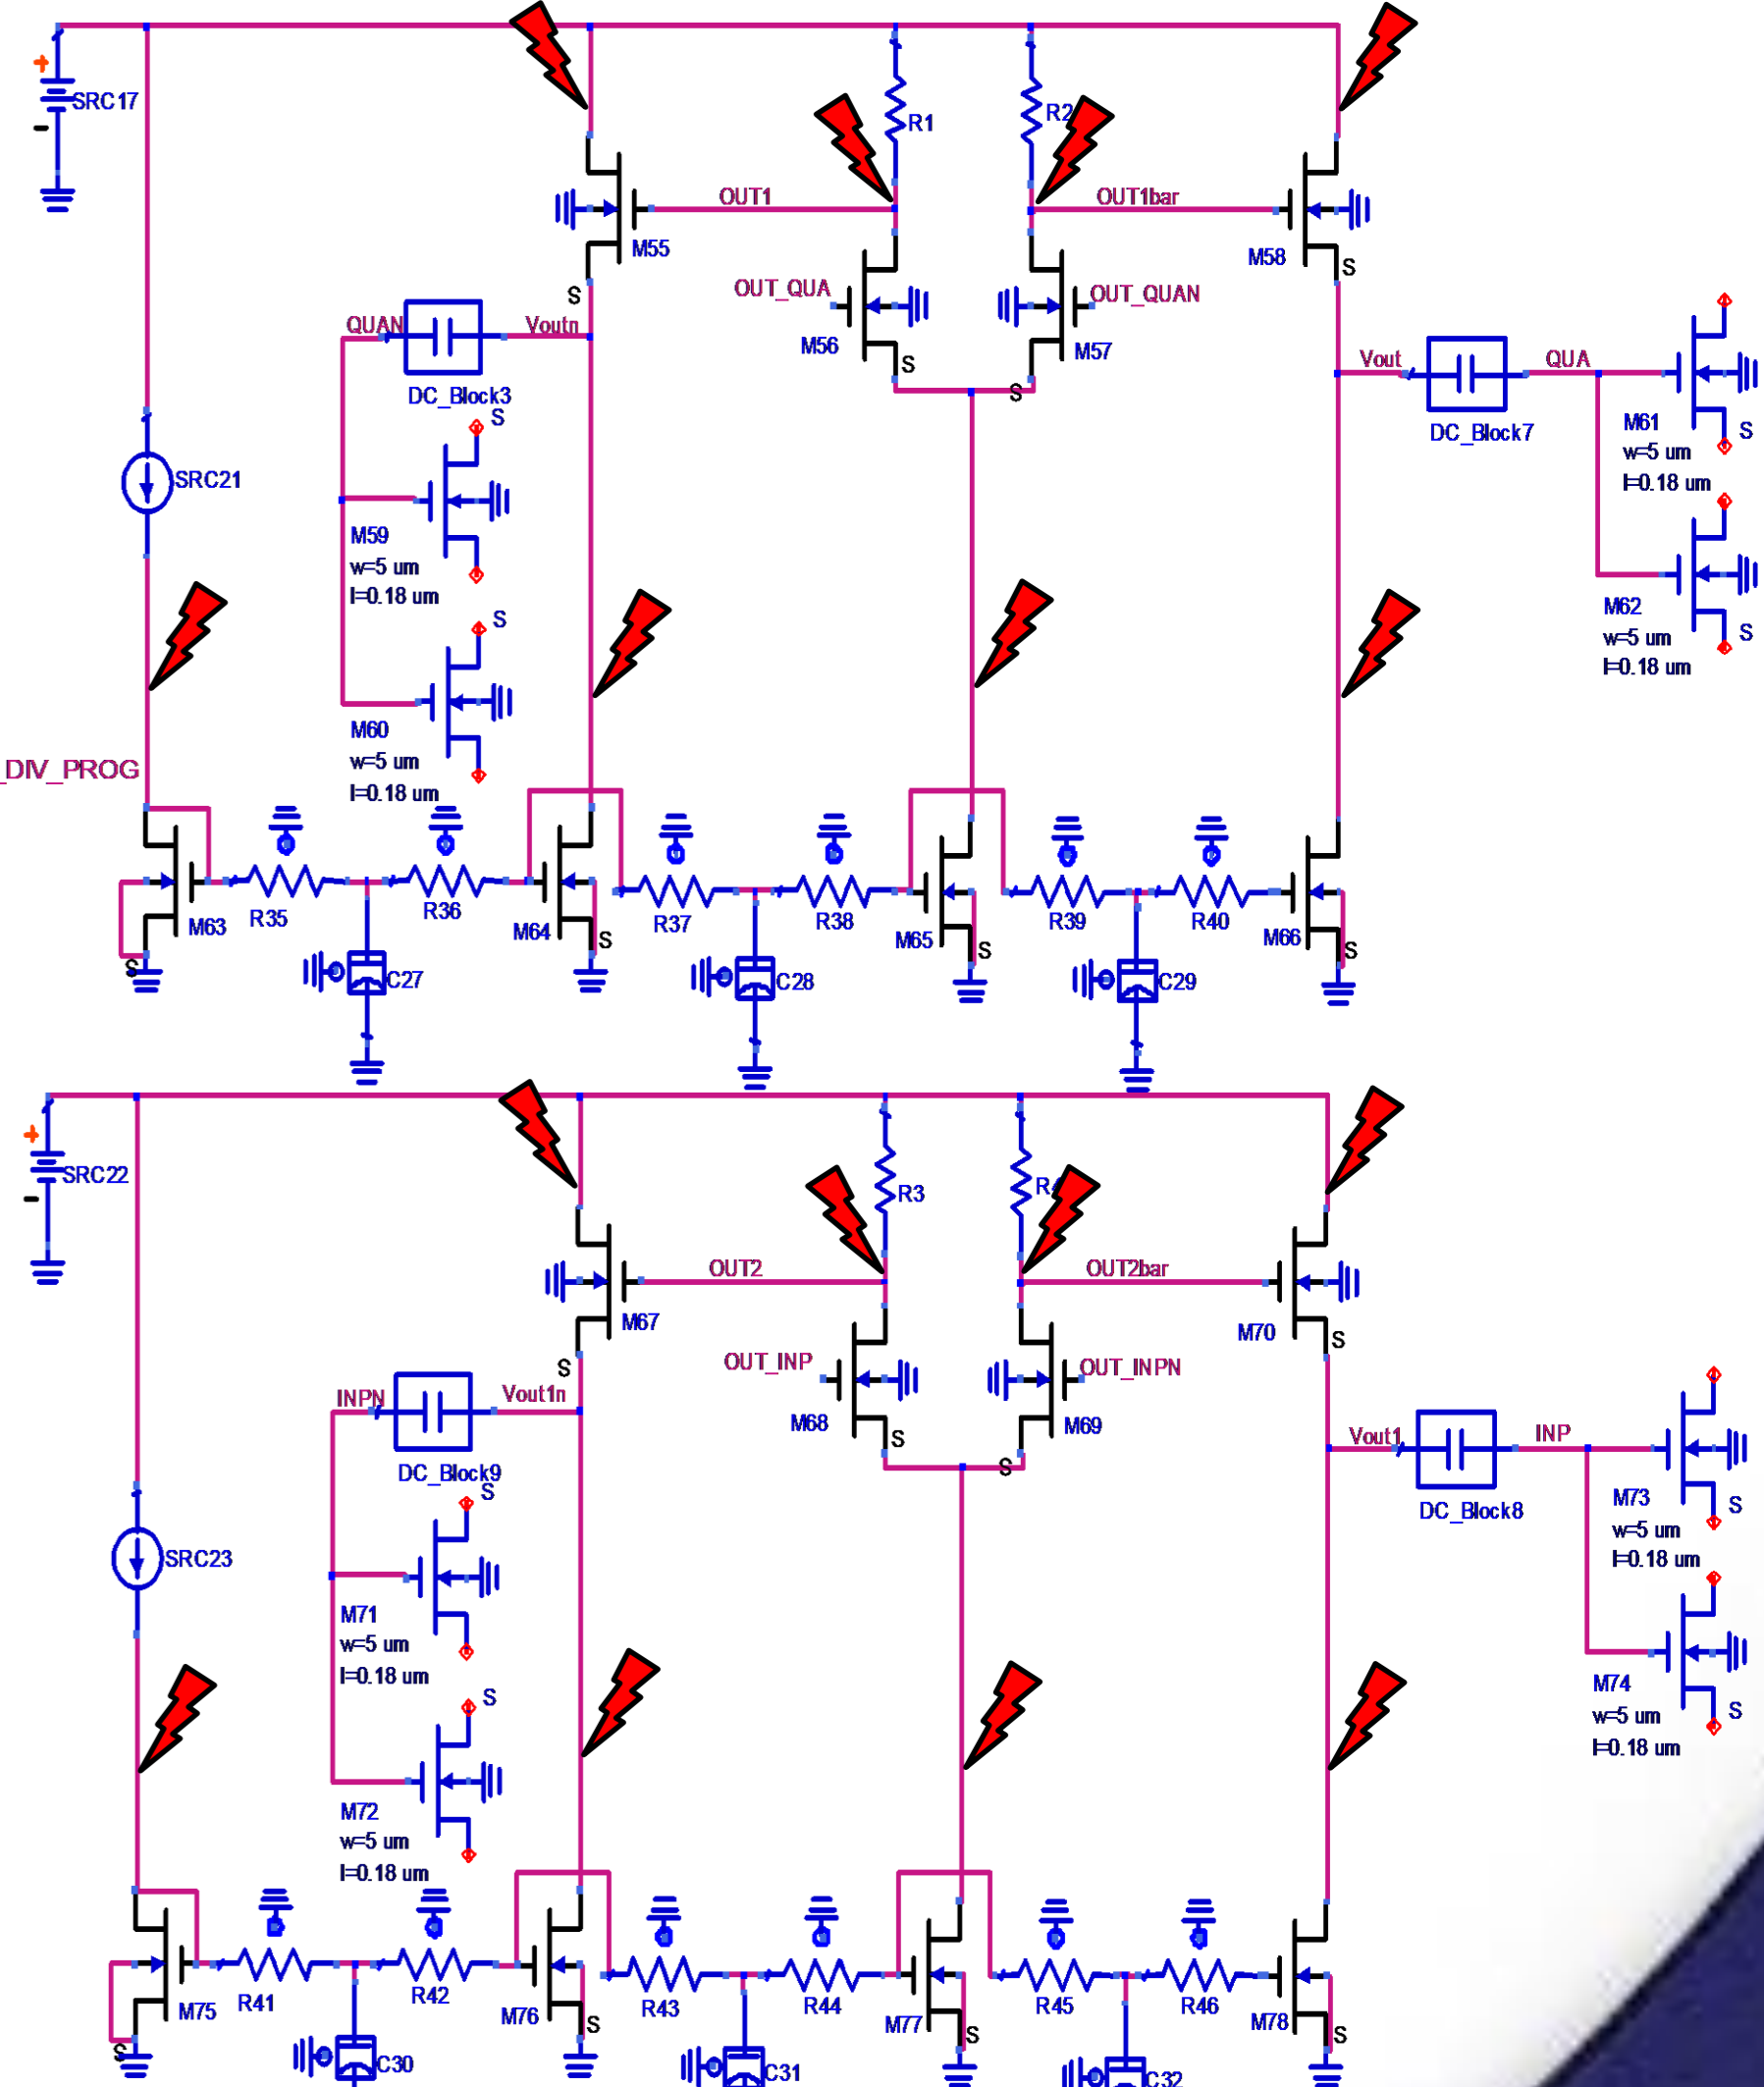 +
SRC17
-
R1
R2
OUT1
OUT1bar
M55
M58
S
S
OUT_QUA
OUT_QUAN
QUAN
Voutn
M56
M57
S
S
DC_Block3
Vout
QUA
DC_Block7
M61
w=5 um
l=0.18 um
S
S
SRC21
M59
w=5 um
l=0.18 um
S
M62
w=5 um
l=0.18 um
S
M60
w=5 um
l=0.18 um
_DIV_PROG
M63
R35
R36
M64
R37
R38
M65
R39
R40
M66
S
S
S
S
C27
C28
C29
+
SRC22
-
R3
OUT2
OUT2bar
M67
M70
S
S
OUT_INP
OUT_INPN
INPN
Vout1n
M68
M69
S
S
DC_Block9
Vout1
INP
DC_Block8
M73
w=5 um
l=0.18 um
S
S
SRC23
M71
w=5 um
l=0.18 um
S
M74
w=5 um
l=0.18 um
S
M72
w=5 um
l=0.18 um
M75
R41
R42
M76
R43
R44
M77
R45
R46
M78
S
S
S
S
C30
C31
C32